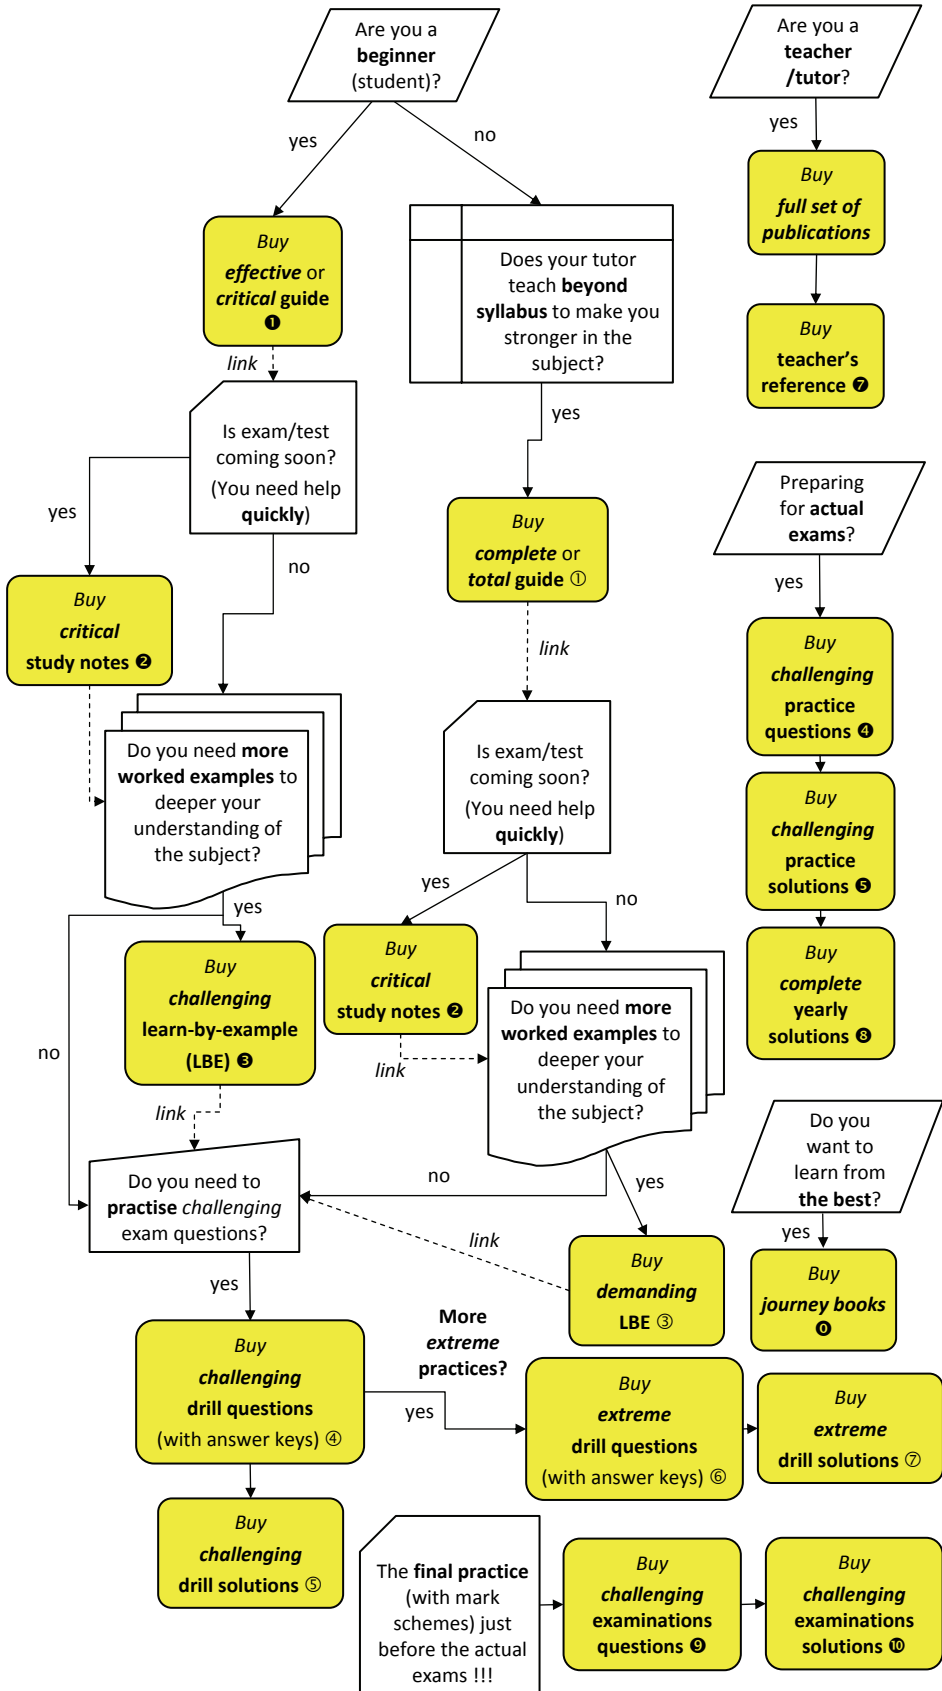 Are you a
beginner
(student)?
yes
no
Buy
effective or
critical guide
❶
link
Does your tutor
teach beyond
syllabus to make you
stronger in the
subject?
yes
Is exam/test
coming soon?
(You need help
quickly)
yes
no
Buy
critical
study notes ❷
Buy
complete or
total guide ①
link
Do you need more
worked examples to
deeper your
understanding of
the subject?
yes
no
Is exam/test
coming soon?
(You need help
quickly)
yes
no
Buy
challenging
learn-by-example
(LBE) ❸
link
Buy
critical
study notes ❷
link
Do you need more
worked examples to
deeper your
understanding of
the subject?
no
yes
Do you need to
practise challenging
exam questions?
yes
link
Buy
demanding
LBE ③
Buy
challenging
drill questions
(with answer keys) ④
More
extreme
practices?
yes
Buy
extreme
drill questions
(with answer keys) ⑥
Buy
extreme
drill solutions ⑦
Buy
challenging
drill solutions ⑤
The final practice
(with mark
schemes) just
before the actual
exams !!!
Buy
challenging
examinations
questions ❾
Buy
challenging
examinations
solutions ❿
Are you a
teacher
/tutor?
yes
Buy
full set of
publications
Buy
teacher's
reference ❼
Preparing
for actual
exams?
yes
Buy
challenging
practice
questions ❹
Buy
challenging
practice
solutions ❺
Buy
complete
yearly
solutions ❽
Do you
want to
learn from
the best?
yes
Buy
journey books
⓿